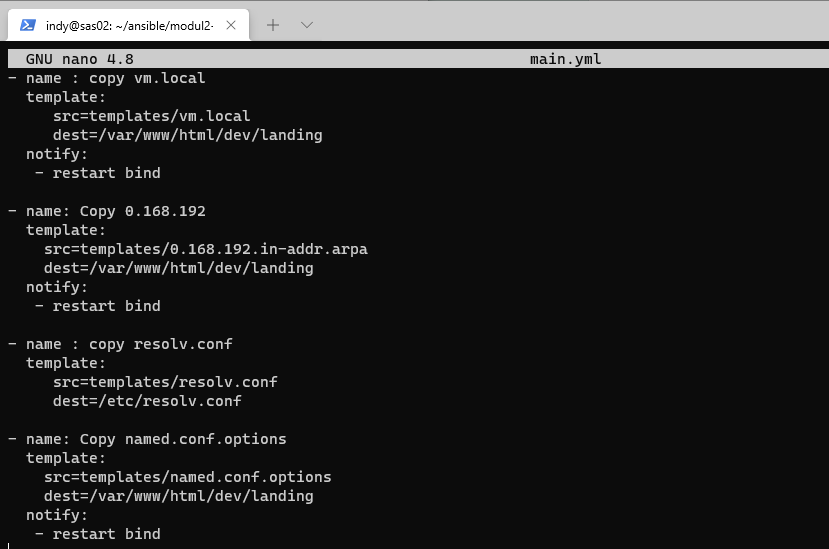 indy@sas02: ~/ansible/modul2-
GNU nano 4.8 main.yml
- name : copy vm.local
  template:
     src=templates/vm.local
     dest=/var/www/html/dev/landing
  notify:
   - restart bind

- name: Copy 0.168.192
  template:
    src=templates/0.168.192.in-addr.arpa
    dest=/var/www/html/dev/landing
  notify:
   - restart bind

- name : copy resolv.conf
  template:
     src=templates/resolv.conf
     dest=/etc/resolv.conf

- name: Copy named.conf.options
  template:
    src=templates/named.conf.options
    dest=/var/www/html/dev/landing
  notify:
   - restart bind